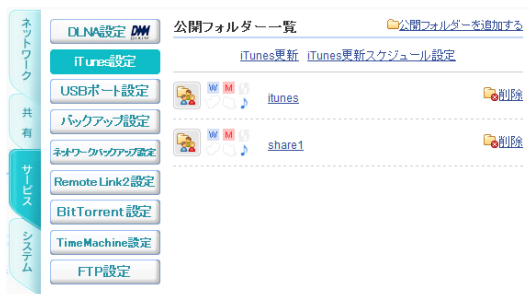 ネットワーク
共有
サービス
システム
DLNA設定
iTunes設定
USBポート設定
バックアップ設定
ネットワークバックアップ設定
Remote Link2設定
BitTorrent設定
TimeMachine設定
FTP設定
公開フォルダー一覧
公開フォルダーを追加する
iTunes更新 iTunes更新スケジュール設定
W M
itunes
削除
W M
share1
削除